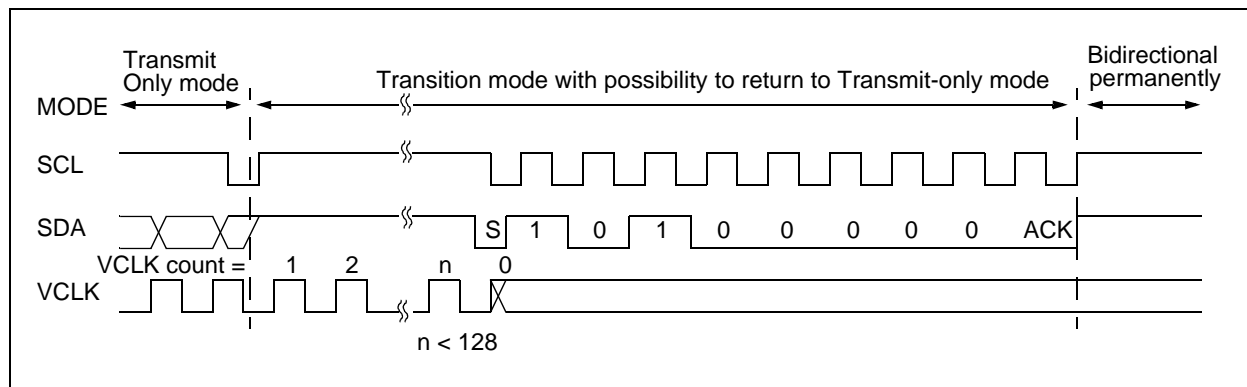 Transmit
Only mode
Transition mode with possibility to return to Transmit-only mode
Bidirectional
permanently
MODE
SCL
SDA
S 1 0 1 0 0 0 0 0 ACK
VCLK count = 1 2 n 0
VCLK
n < 128